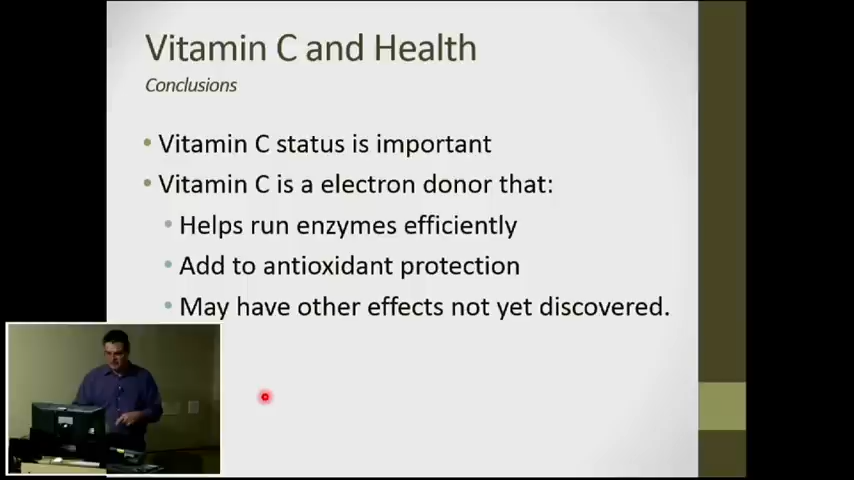 Vitamin C and Health
Conclusions
• Vitamin C status is important
• Vitamin C is a electron donor that:
• Helps run enzymes efficiently
• Add to antioxidant protection
• May have other effects not yet discovered.